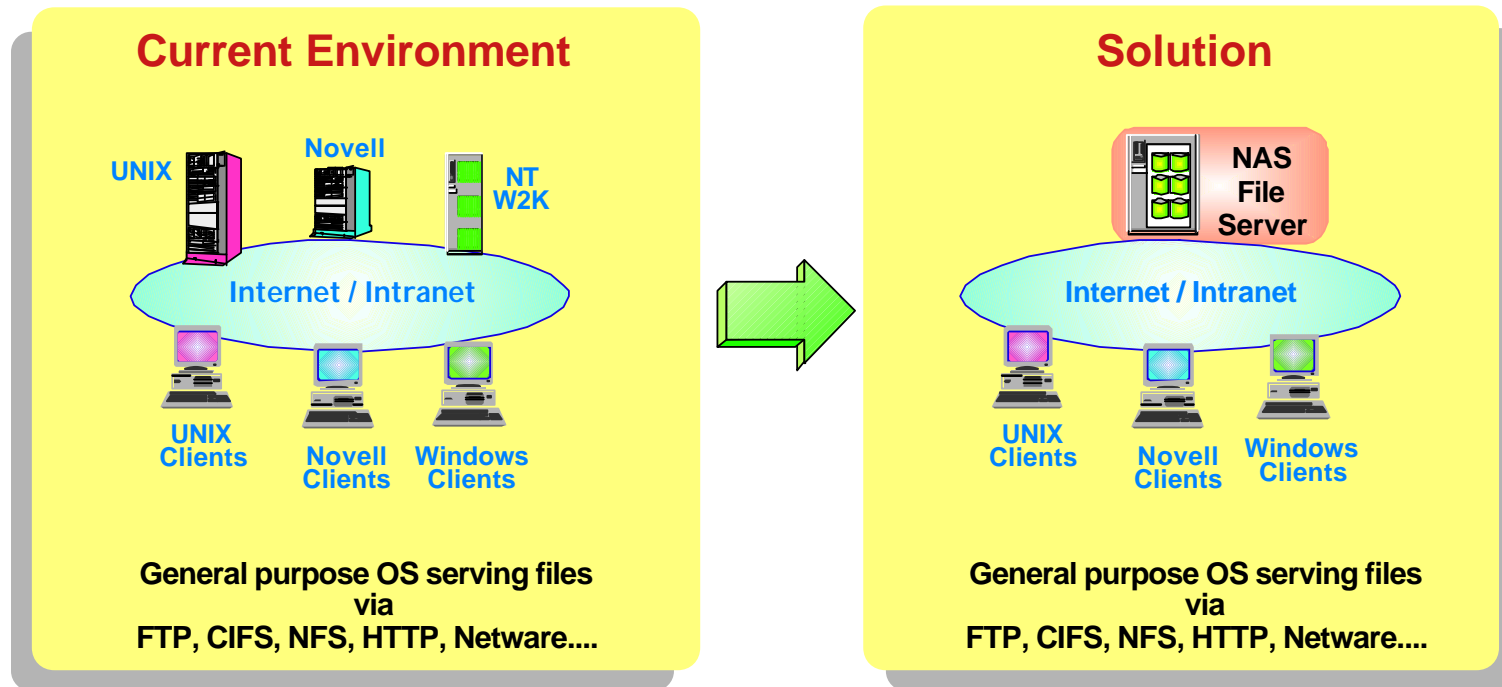 Current Environment
UNIX
Novell
NT
W2K
Internet / Intranet
UNIX
Clients
Novell
Clients
Windows
Clients
General purpose OS serving files
via
FTP, CIFS, NFS, HTTP, Netware....
Solution
NAS
File
Server
Internet / Intranet
UNIX
Clients
Novell
Clients
Windows
Clients
General purpose OS serving files
via
FTP, CIFS, NFS, HTTP, Netware....